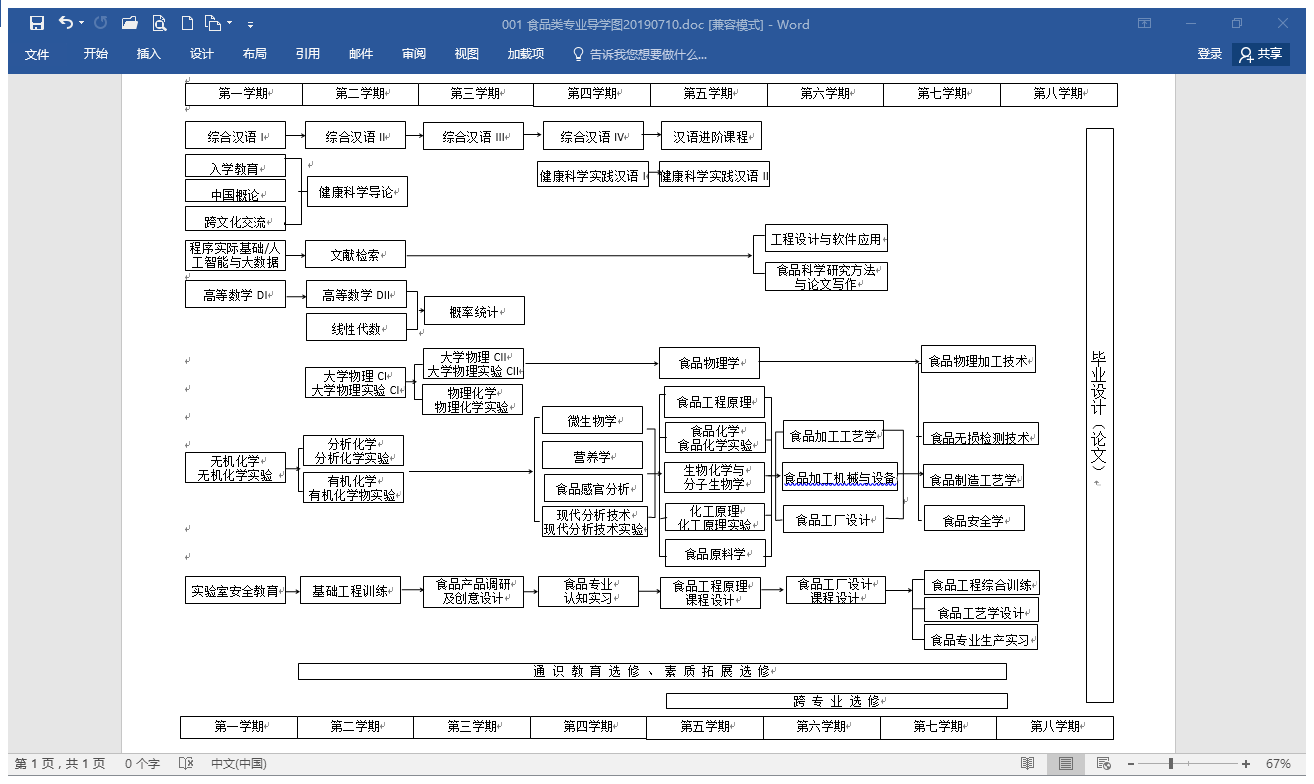 001 食品类专业导学图20190710.doc [兼容模式] - Word
文件 开始 插入 设计 布局 引用 邮件 审阅 视图 加载项 告诉我您想要做什么... 登录 共享
第一学期 第二学期 第三学期 第四学期 第五学期 第六学期 第七学期 第八学期
综合汉语 I 综合汉语 II 综合汉语 III 综合汉语 IV 汉语进阶课程
入学教育
健康科学实践汉语 I 健康科学实践汉语 II
中国概论 健康科学导论
跨文化交流
程序实际基础/人
工智能与大数据
文献检索
工程设计与软件应用
食品科学研究方法
与论文写作
高等数学 DI 高等数学 DII
概率统计
线性代数
大学物理 CI
大学物理实验 CI
大学物理 CII
大学物理实验 CII
食品物理学
食品物理加工技术
物理化学
物理化学实验
无机化学
无机化学实验
分析化学
分析化学实验
有机化学
有机化学物实验
微生物学
营养学
食品感官分析
现代分析技术
现代分析技术实验
食品工程原理
食品化学
食品化学实验
生物化学与
分子生物学
化工原理
化工原理实验
食品原料学
食品加工工艺学
食品加工机械与设备
食品工厂设计
食品无损检测技术
食品制造工艺学
食品安全学
毕业设计（论文）
实验室安全教育 基础工程训练
食品产品调研
及创意设计
食品专业
认知实习
食品工程原理
课程设计
食品工厂设计
课程设计
食品工程综合训练
食品工艺学设计
食品专业生产实习
通识教育选修、素质拓展选修
跨专业选修
第一学期 第二学期 第三学期 第四学期 第五学期 第六学期 第七学期 第八学期
第 1 页，共 1 页 0 个字 中文(中国) 67%